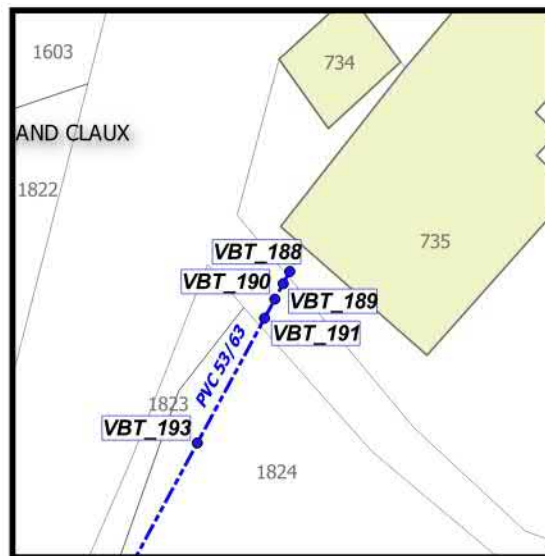 1603
734
AND CLAUX
1822
735
VBT_188
VBT_190
VBT_189
VBT_191
PVC 53/63
1823
VBT_193
1824